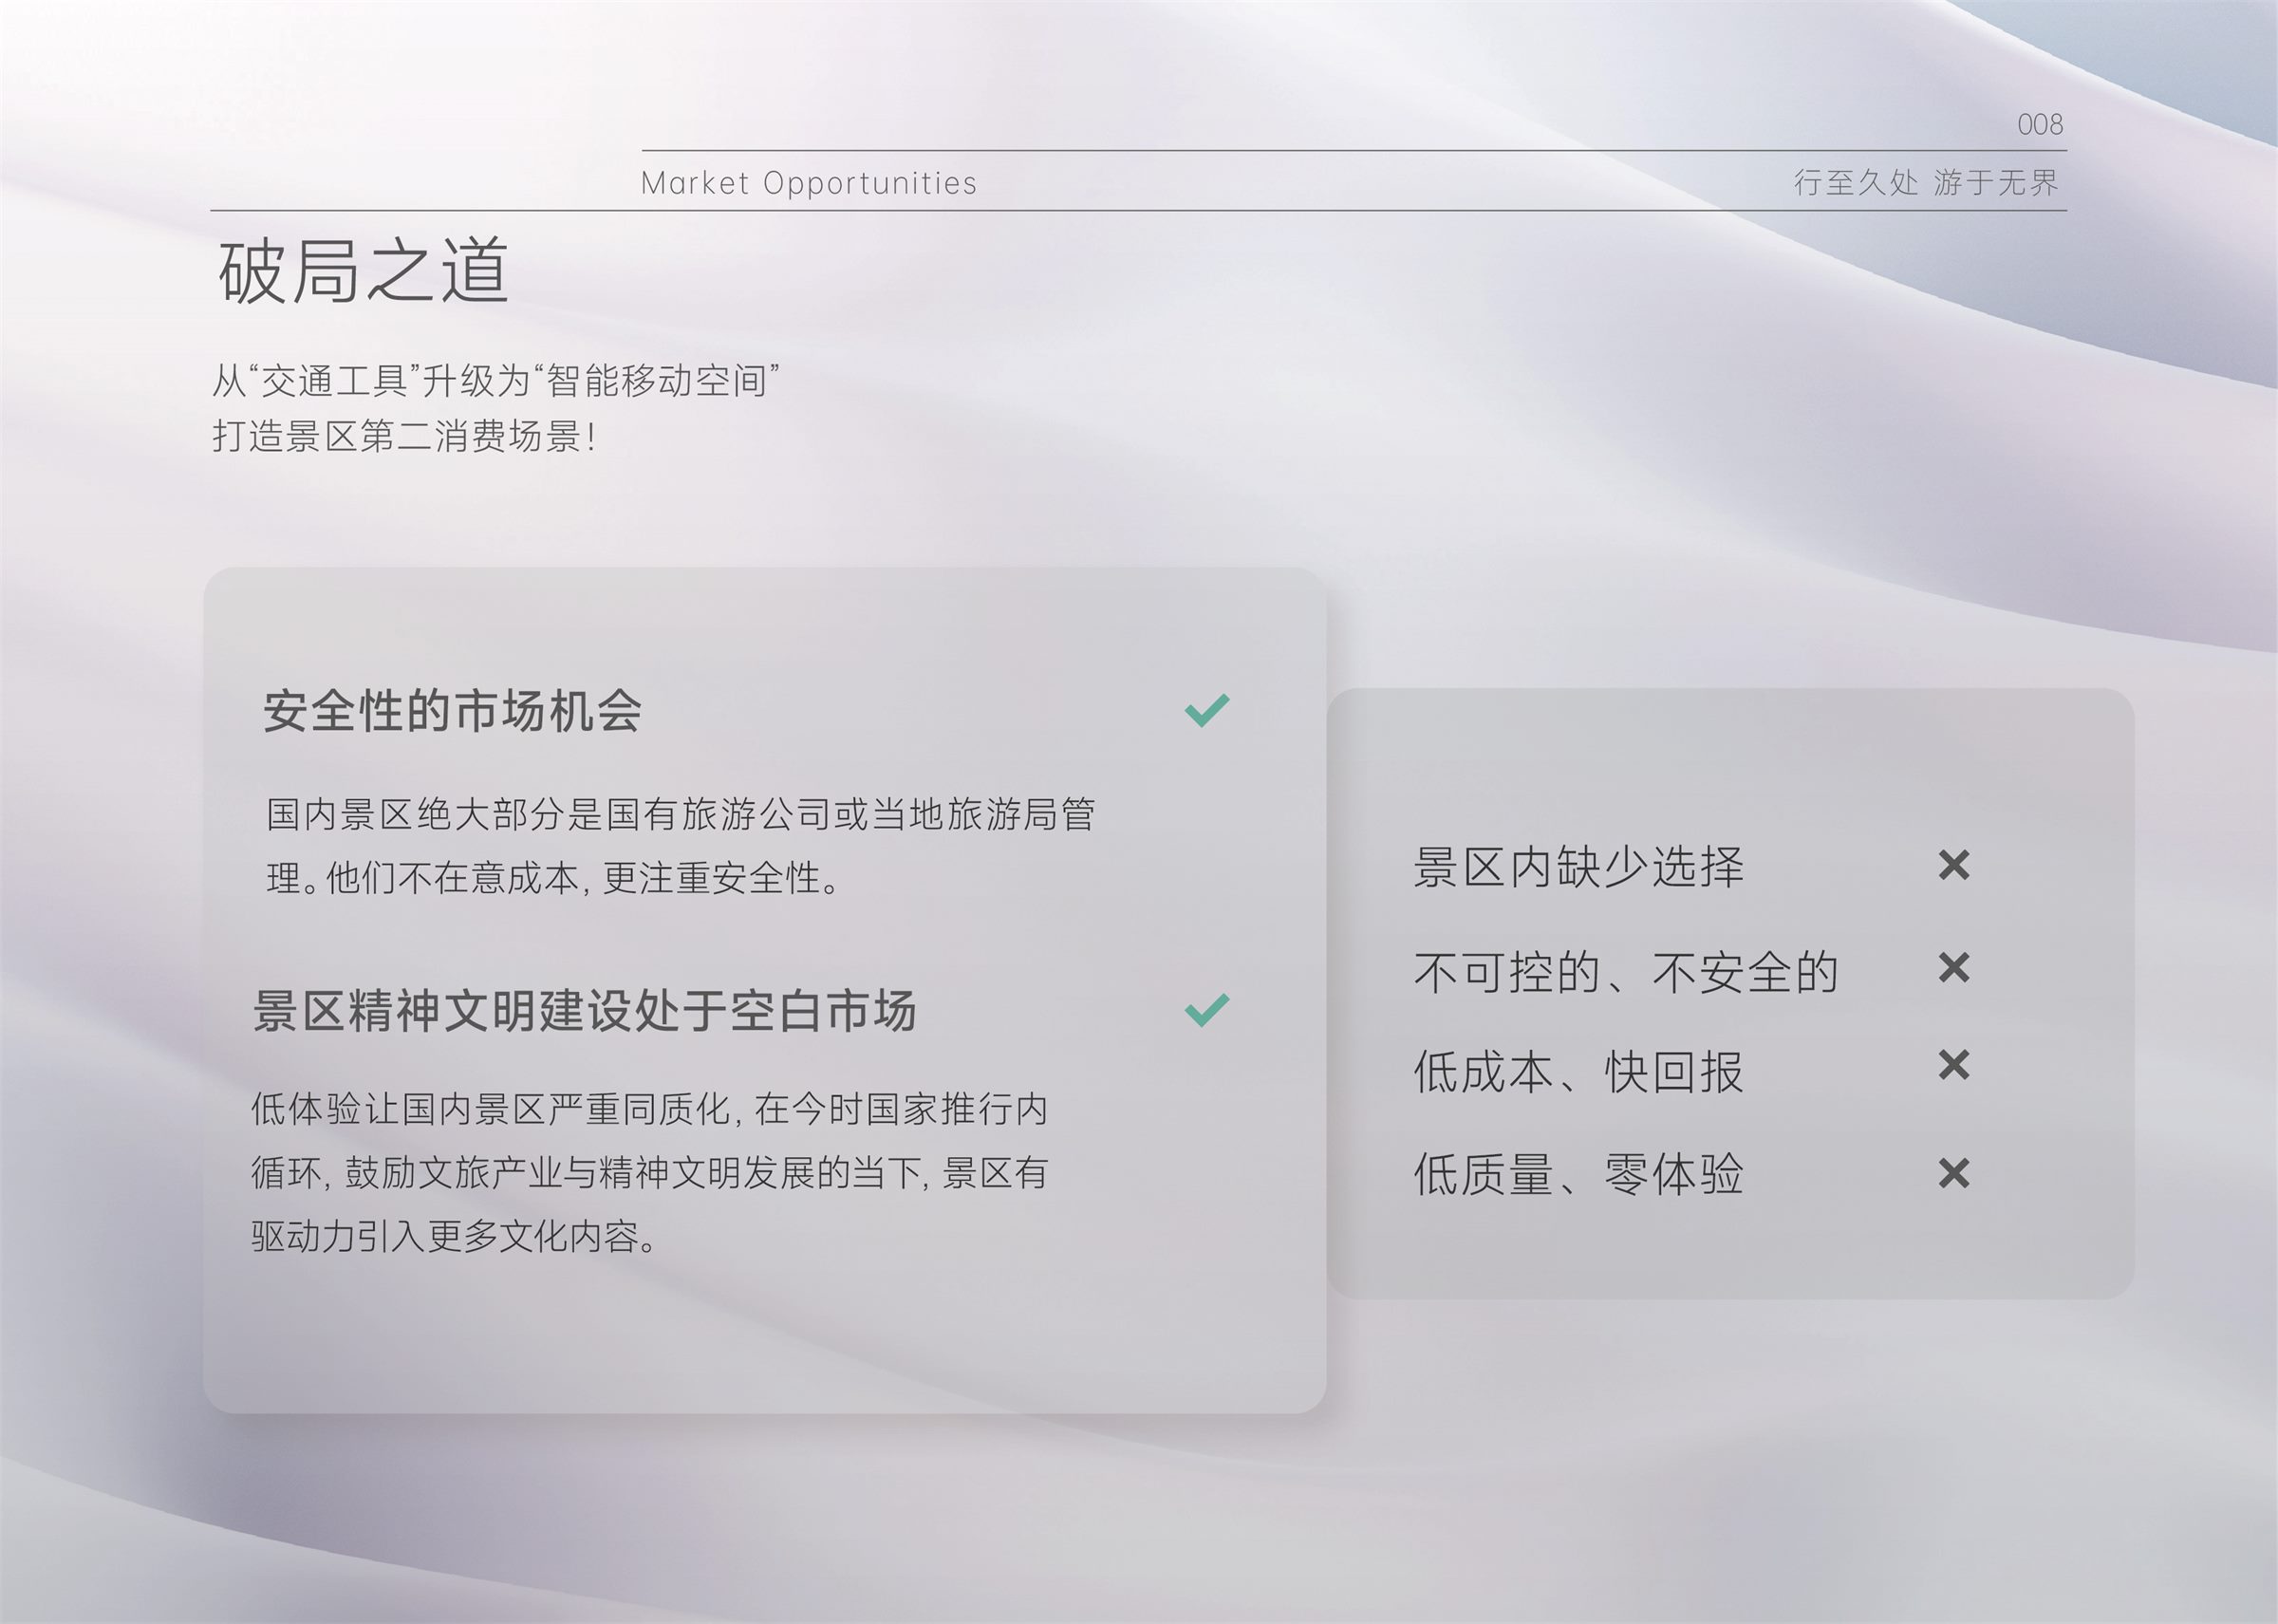 008
Market Opportunities
行至久处 游于无界
破局之道
从“交通工具”升级为“智能移动空间”
打造景区第二消费场景！
安全性的市场机会
国内景区绝大部分是国有旅游公司或当地旅游局管
理。他们不在意成本，更注重安全性。
景区精神文明建设处于空白市场
低体验让国内景区严重同质化，在今时国家推行内
循环，鼓励文旅产业与精神文明发展的当下，景区有
驱动力引入更多文化内容。
景区内缺少选择
不可控的、不安全的
低成本、快回报
低质量、零体验